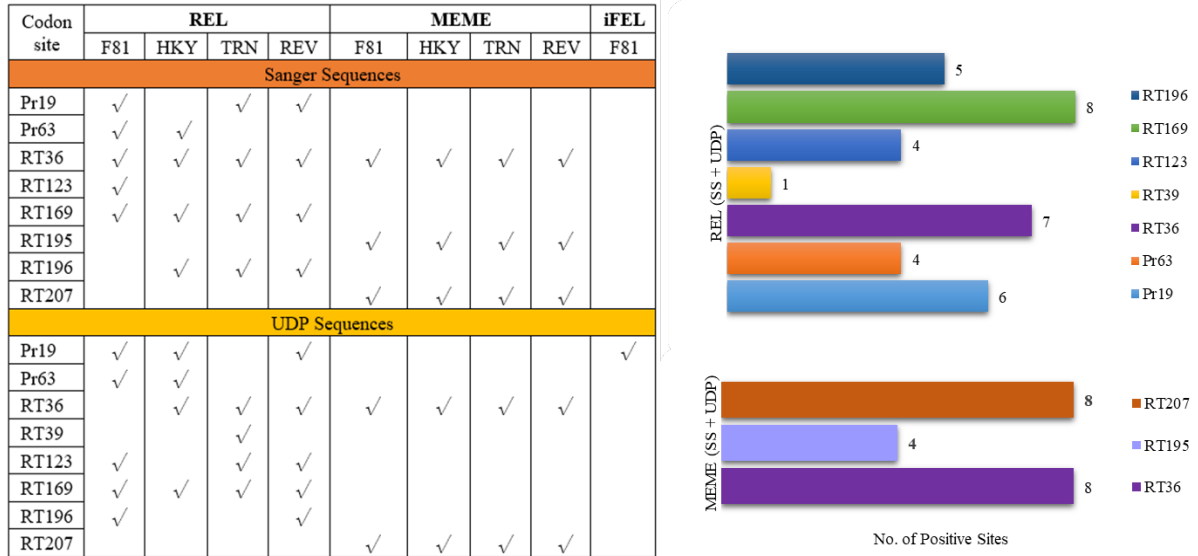 Codon site REL MEME iFEL
F81 HKY TRN REV F81 HKY TRN REV F81
Sanger Sequences
Pr19 √ √ √
Pr63 √ √
RT36 √ √ √ √ √ √ √ √
RT123 √
RT169 √ √ √ √
RT195 √ √ √ √
RT196 √ √ √
RT207 √ √ √ √
UDP Sequences
Pr19 √ √ √ √
Pr63 √ √
RT36 √ √ √ √ √ √ √
RT39 √
RT123 √ √ √
RT169 √ √ √ √
RT196 √ √
RT207 √ √ √ √
REL (SS + UDP)
5
8
4
1
7
4
6
RT196
RT169
RT123
RT39
RT36
Pr63
Pr19
MEME (SS + UDP)
8
4
8
RT207
RT195
RT36
No. of Positive Sites